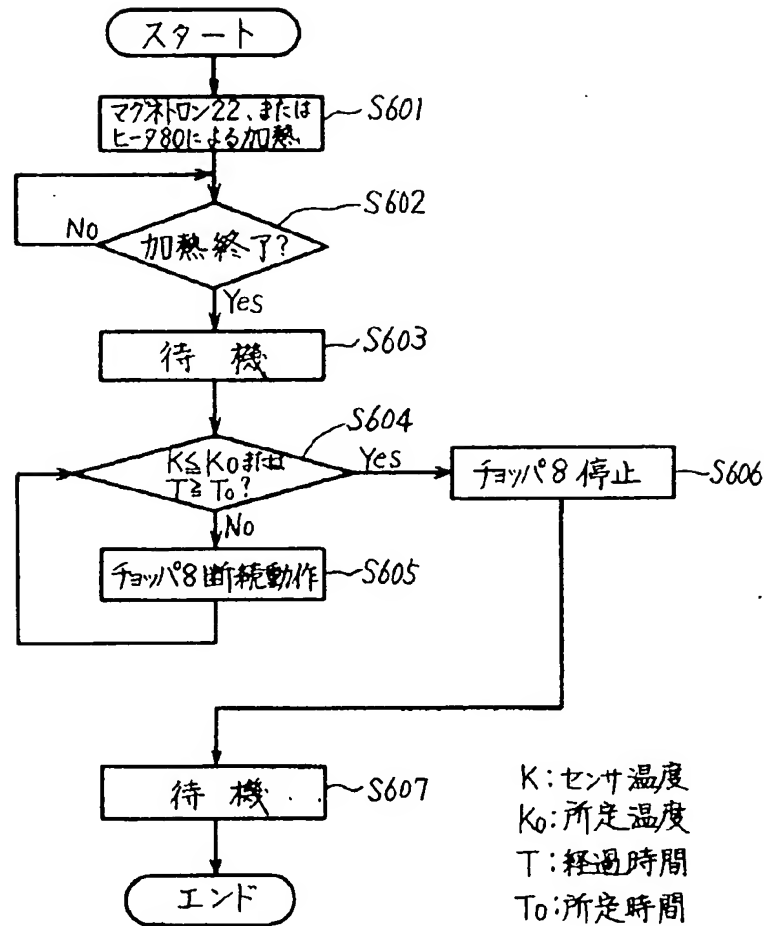 スタート
マグネトロン22、または
ヒータ80による加熱
S601
S602
No
加熱終了?
Yes
待機
S603
S604
K≦K0または
T≧T0?
Yes
チョッパ8停止
S606
No
チョッパ8断続動作
S605
待機
S607
エンド
K:センサ温度
K0:所定温度
T:経過時間
T0:所定時間